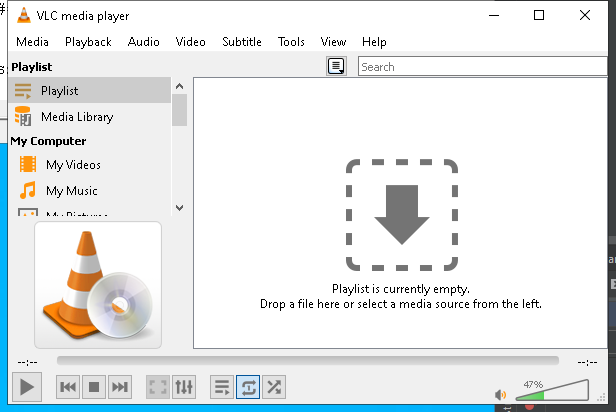 VLC media player
Media Playback Audio Video Subtitle Tools View Help
Playlist
Search
Playlist
Media Library
My Computer
My Videos
My Music
My Pictures
Playlist is currently empty.
Drop a file here or select a media source from the left.
--:--
--:--
47%